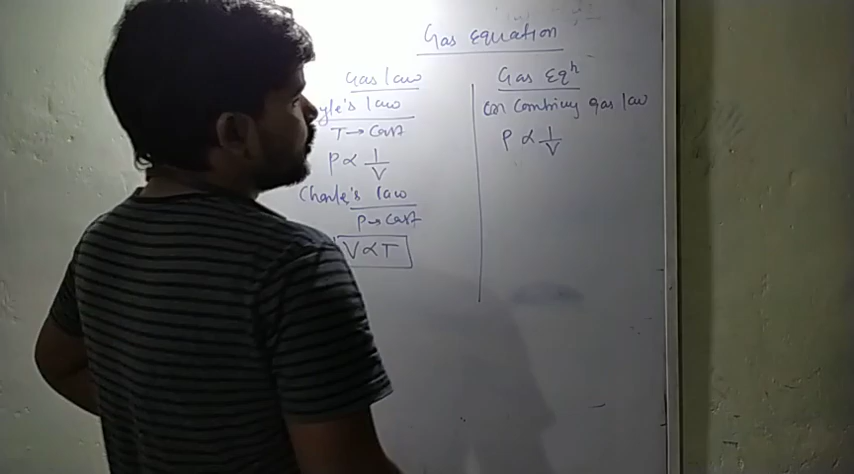 Gas Equation
Gas law
yle's law
T → Const
P ∝ 1/V
Charle's law
P → Const
V ∝ T
Gas Eqn
On Combining gas law
P ∝ 1/V